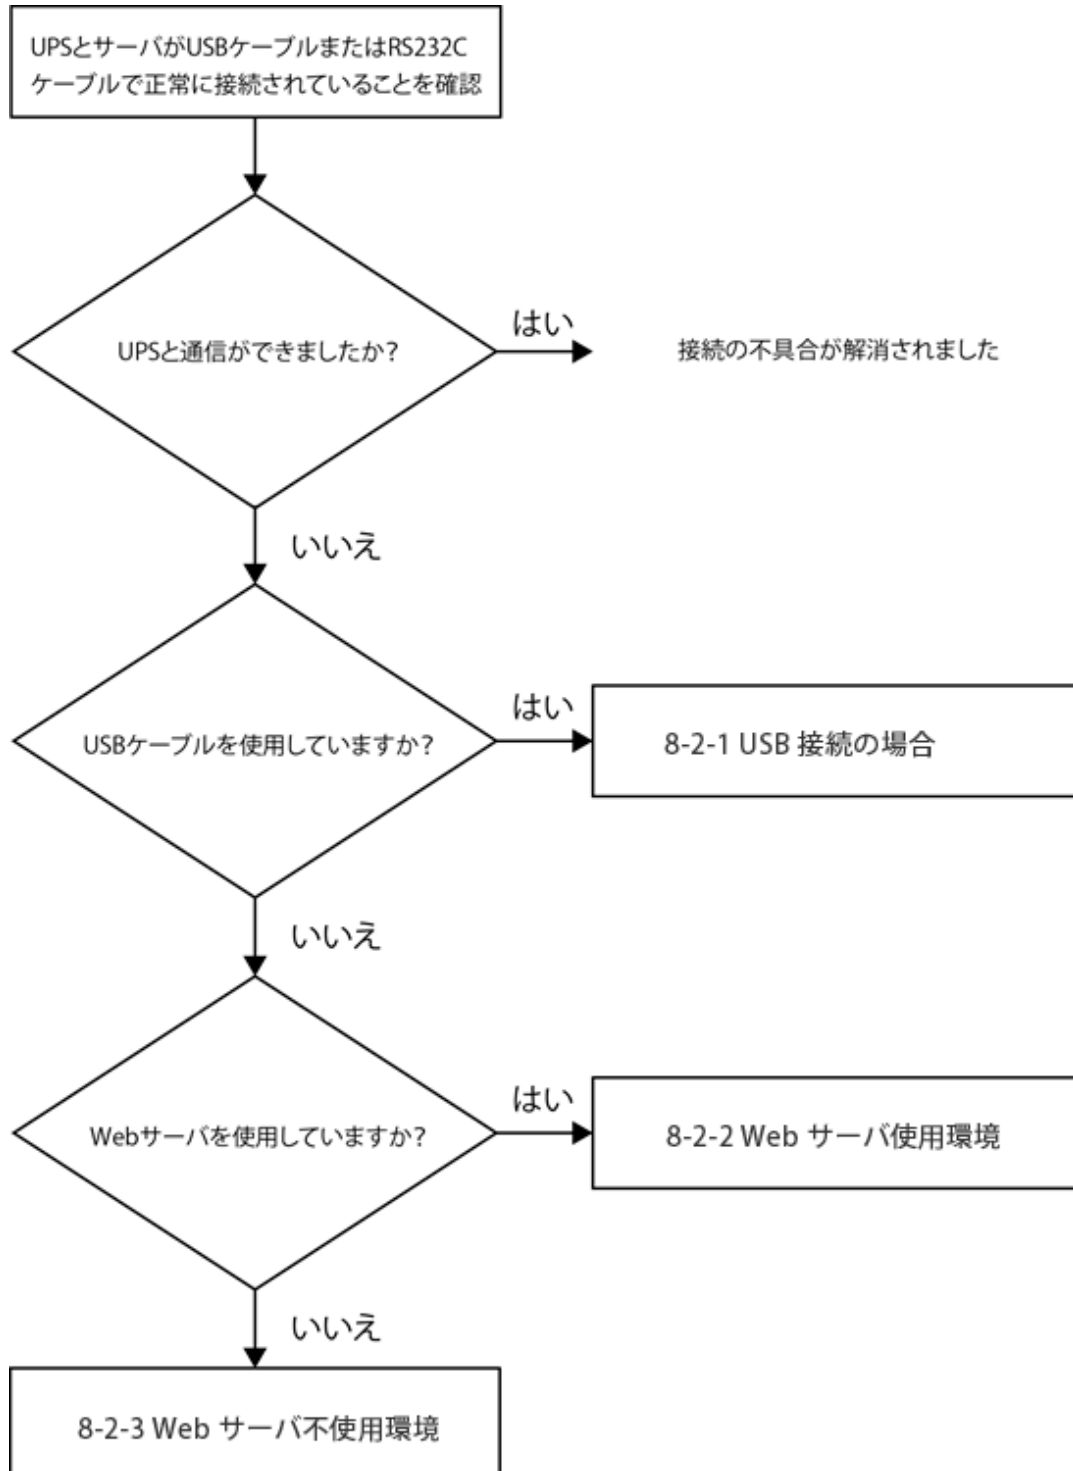 UPSとサーバがUSBケーブルまたはRS232C
ケーブルで正常に接続されていることを確認
UPSと通信ができましたか？
はい
接続の不具合が解消されました
いいえ
USBケーブルを使用していますか？
はい
8-2-1 USB 接続の場合
いいえ
Webサーバを使用していますか？
はい
8-2-2 Web サーバ使用環境
いいえ
8-2-3 Web サーバ不使用環境